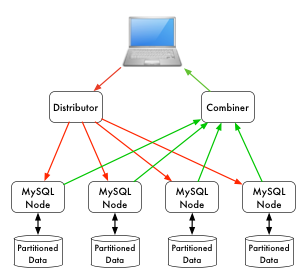 Distributor
Combiner
MySQL
Node
MySQL
Node
MySQL
Node
MySQL
Node
Partitioned
Data
Partitioned
Data
Partitioned
Data
Partitioned
Data